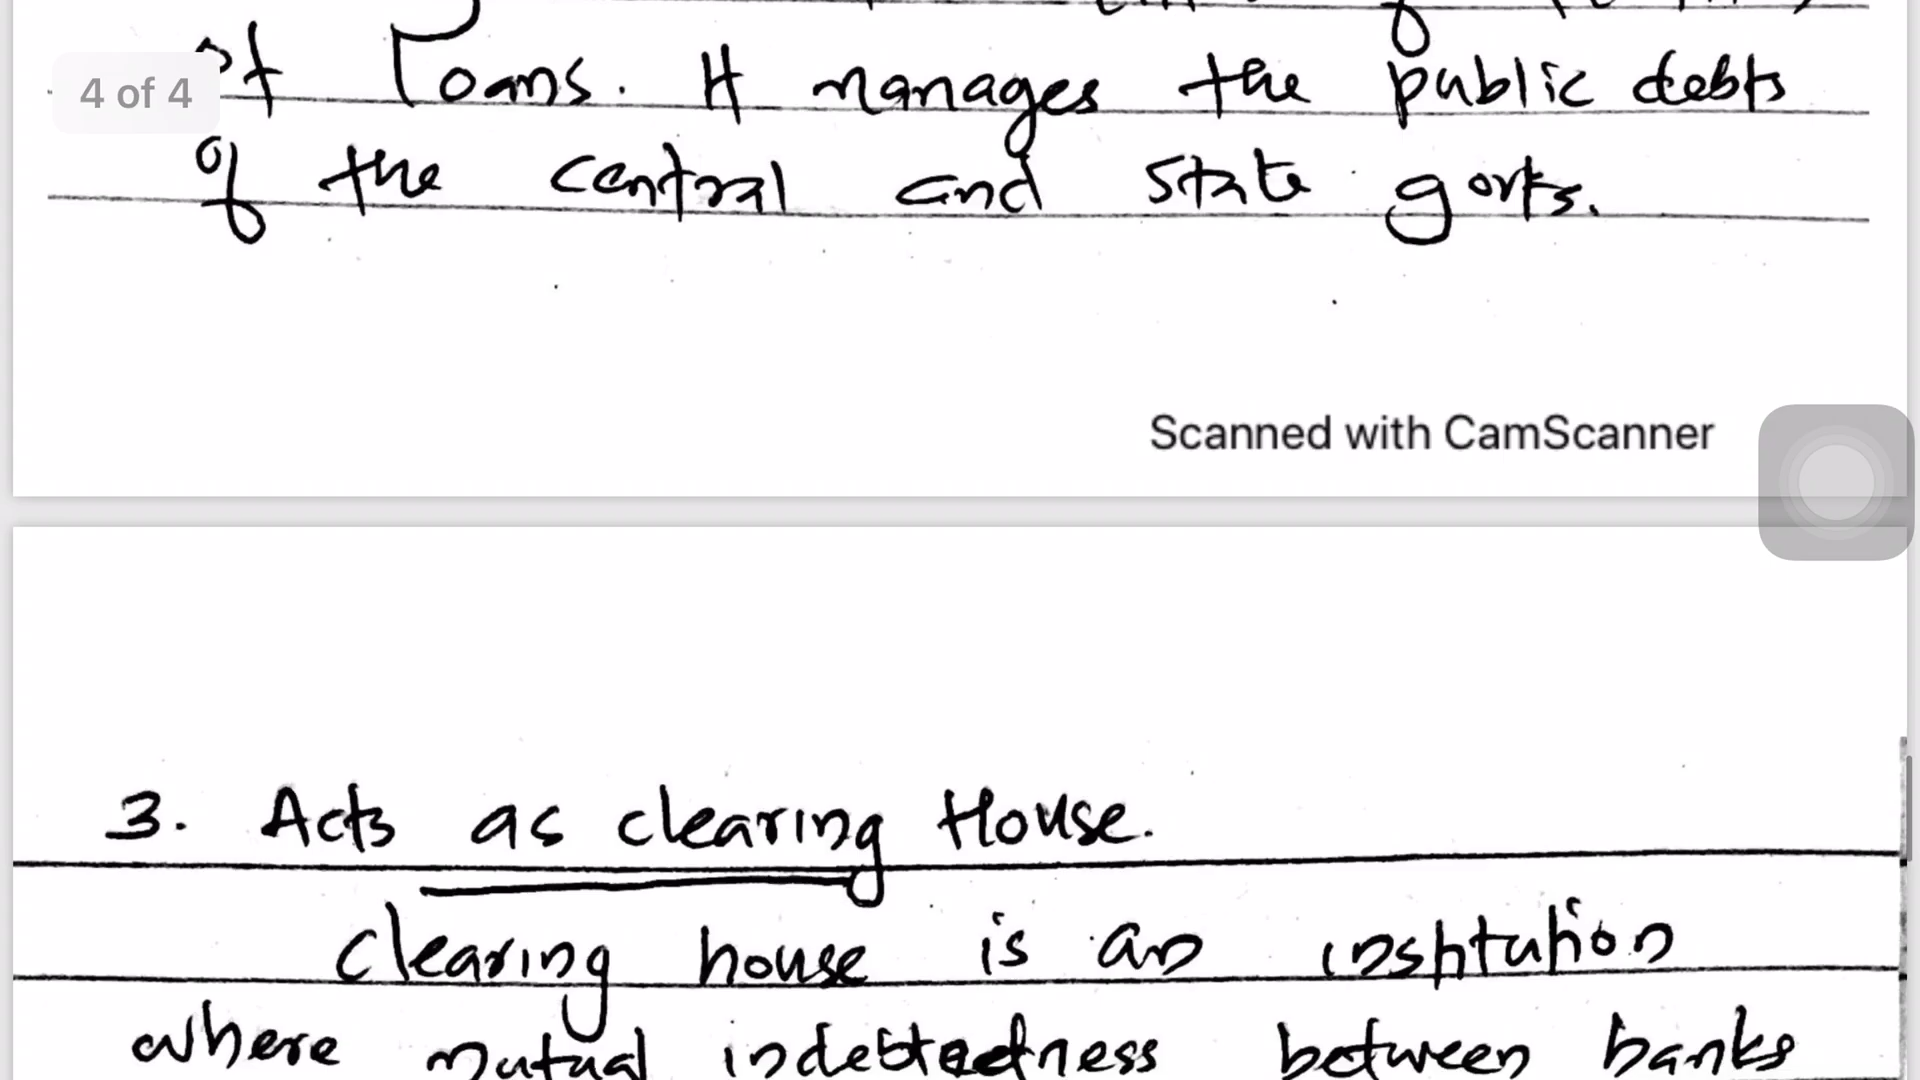 4 of 4
of Loans. It manages the public debts
of the central and state govts.
Scanned with CamScanner
3. Acts as clearing House.
clearing house is an institution
where mutual indebtedness between banks